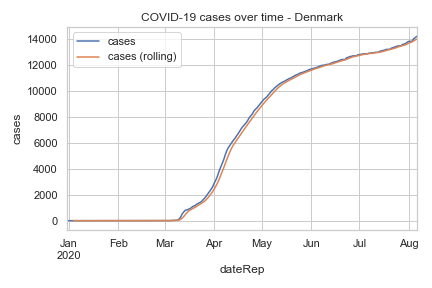 COVID-19 cases over time - Denmark
cases
cases (rolling)
14000
12000
10000
8000
6000
4000
2000
0
cases
Jan Feb Mar Apr May Jun Jul Aug
2020
dateRep